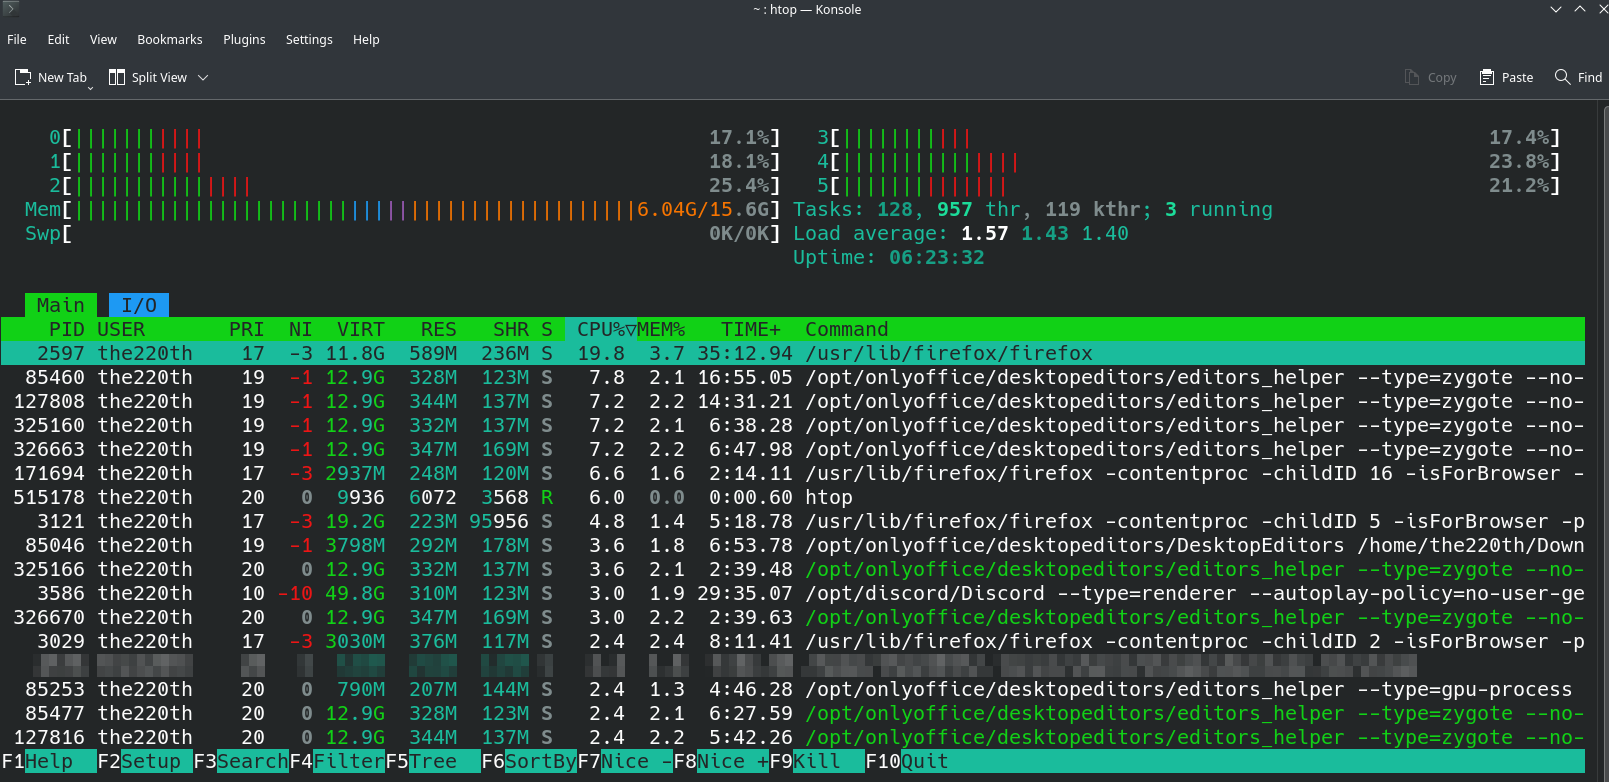 ~ : htop — Konsole
File Edit View Bookmarks Plugins Settings Help
New Tab Split View Copy Paste Find
0[||||||||||| 17.1%] 3[||||||||||| 17.4%]
1[||||||||||| 18.1%] 4[||||||||||||||| 23.8%]
2[||||||||||||||| 25.4%] 5[|||||||||||||| 21.2%]
Mem[|||||||||||||||||||||||||||||||||||||||||||||||6.04G/15.6G] Tasks: 128, 957 thr, 119 kthr; 3 running
Swp[ 0K/0K] Load average: 1.57 1.43 1.40
Uptime: 06:23:32
Main I/O
PID USER PRI NI VIRT RES SHR S CPU%▽MEM% TIME+ Command
2597 the220th 17 -3 11.8G 589M 236M S 19.8 3.7 35:12.94 /usr/lib/firefox/firefox
85460 the220th 19 -1 12.9G 328M 123M S 7.8 2.1 16:55.05 /opt/onlyoffice/desktopeditors/editors_helper --type=zygote --no-
127808 the220th 19 -1 12.9G 344M 137M S 7.2 2.2 14:31.21 /opt/onlyoffice/desktopeditors/editors_helper --type=zygote --no-
325160 the220th 19 -1 12.9G 332M 137M S 7.2 2.1 6:38.28 /opt/onlyoffice/desktopeditors/editors_helper --type=zygote --no-
326663 the220th 19 -1 12.9G 347M 169M S 7.2 2.2 6:47.98 /opt/onlyoffice/desktopeditors/editors_helper --type=zygote --no-
171694 the220th 17 -3 2937M 248M 120M S 6.6 1.6 2:14.11 /usr/lib/firefox/firefox -contentproc -childID 16 -isForBrowser -
515178 the220th 20 0 9936 6072 3568 R 6.0 0.0 0:00.60 htop
3121 the220th 17 -3 19.2G 223M 95956 S 4.8 1.4 5:18.78 /usr/lib/firefox/firefox -contentproc -childID 5 -isForBrowser -p
85046 the220th 19 -1 3798M 292M 178M S 3.6 1.8 6:53.78 /opt/onlyoffice/desktopeditors/DesktopEditors /home/the220th/Down
325166 the220th 20 0 12.9G 332M 137M S 3.6 2.1 2:39.48 /opt/onlyoffice/desktopeditors/editors_helper --type=zygote --no-
3586 the220th 10 -10 49.8G 310M 123M S 3.0 1.9 29:35.07 /opt/discord/Discord --type=renderer --autoplay-policy=no-user-ge
326670 the220th 20 0 12.9G 347M 169M S 3.0 2.2 2:39.63 /opt/onlyoffice/desktopeditors/editors_helper --type=zygote --no-
3029 the220th 17 -3 3030M 376M 117M S 2.4 2.4 8:11.41 /usr/lib/firefox/firefox -contentproc -childID 2 -isForBrowser -p
85253 the220th 20 0 790M 207M 144M S 2.4 1.3 4:46.28 /opt/onlyoffice/desktopeditors/editors_helper --type=gpu-process
85477 the220th 20 0 12.9G 328M 123M S 2.4 2.1 6:27.59 /opt/onlyoffice/desktopeditors/editors_helper --type=zygote --no-
127816 the220th 20 0 12.9G 344M 137M S 2.4 2.2 5:42.26 /opt/onlyoffice/desktopeditors/editors_helper --type=zygote --no-
F1Help F2Setup F3SearchF4FilterF5Tree F6SortByF7Nice -F8Nice +F9Kill F10Quit